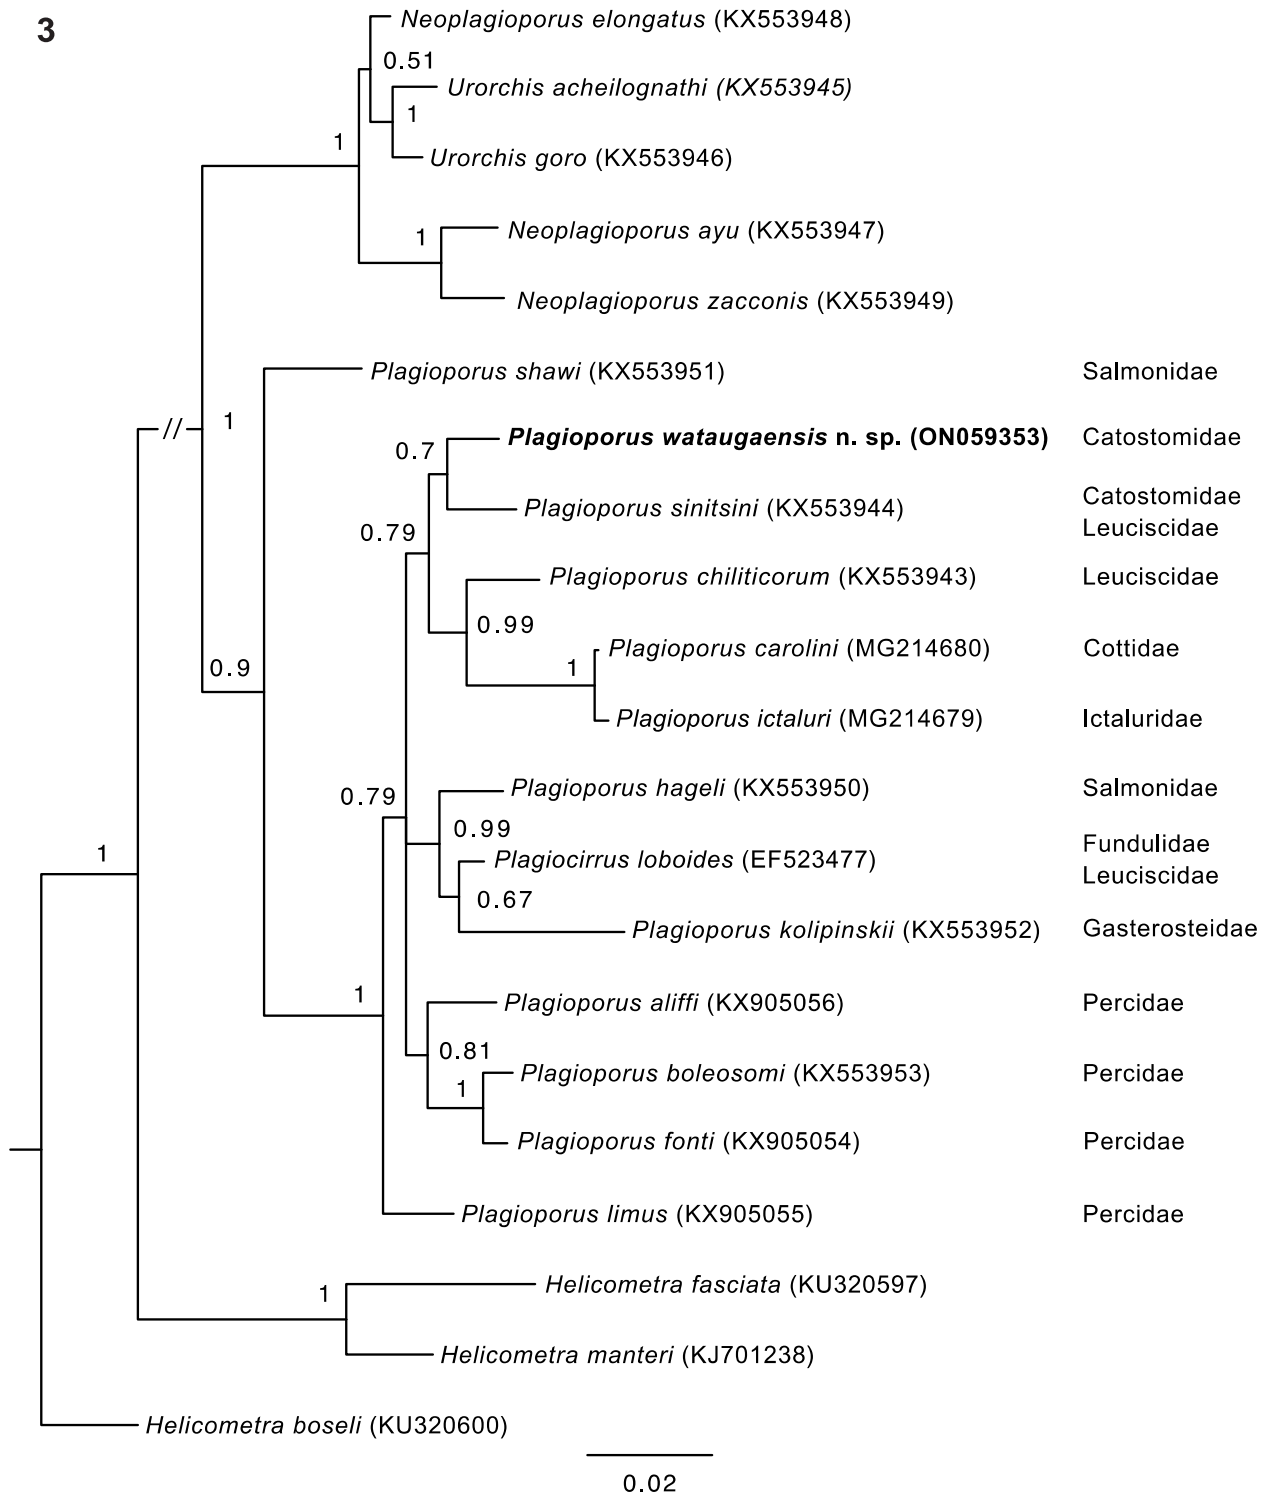 3
Neoplagioporus elongatus (KX553948)
0.51
Urorchis acheilognathi (KX553945)
1
1
Urorchis goro (KX553946)
Neoplagioporus ayu (KX553947)
1
Neoplagioporus zacconis (KX553949)
Plagioporus shawi (KX553951) Salmonidae
1
//
Plagioporus wataugaensis n. sp. (ON059353) Catostomidae
0.7
Catostomidae
Plagioporus sinitsini (KX553944)
Leuciscidae
0.79
Plagioporus chiliticorum (KX553943) Leuciscidae
0.99
Plagioporus carolini (MG214680) Cottidae
0.9
1
Plagioporus ictaluri (MG214679) Ictaluridae
Plagioporus hageli (KX553950) Salmonidae
0.79
0.99
Fundulidae
1
Plagiocirrus loboides (EF523477)
Leuciscidae
0.67
Plagioporus kolipinskii (KX553952) Gasterosteidae
1
Plagioporus aliffi (KX905056) Percidae
0.81
Plagioporus boleosomi (KX553953) Percidae
1
Plagioporus fonti (KX905054) Percidae
Plagioporus limus (KX905055) Percidae
Helicometra fasciata (KU320597)
1
Helicometra manteri (KJ701238)
Helicometra boseli (KU320600)
0.02